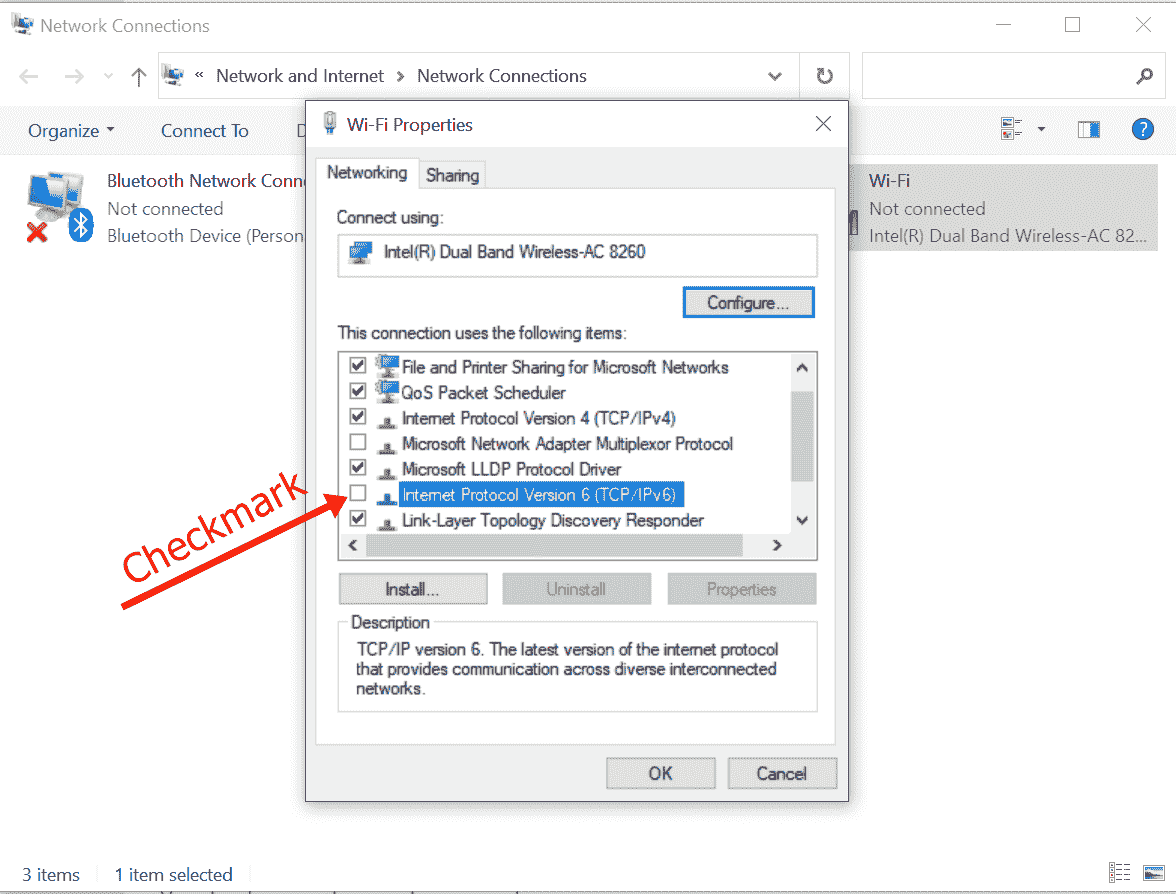 Network Connections
« Network and Internet > Network Connections
Organize Connect To D
Wi-Fi Properties
Networking Sharing
Bluetooth Network Conn
Not connected
Bluetooth Device (Person
Wi-Fi
Not connected
Intel(R) Dual Band Wireless-AC 82...
Connect using:
Intel(R) Dual Band Wireless-AC 8260
Configure...
This connection uses the following items:
File and Printer Sharing for Microsoft Networks
QoS Packet Scheduler
Internet Protocol Version 4 (TCP/IPv4)
Microsoft Network Adapter Multiplexor Protocol
Microsoft LLDP Protocol Driver
Internet Protocol Version 6 (TCP/IPv6)
Link-Layer Topology Discovery Responder
Checkmark
Install... Uninstall Properties
Description
TCP/IP version 6. The latest version of the internet protocol
that provides communication across diverse interconnected
networks.
OK Cancel
3 items 1 item selected